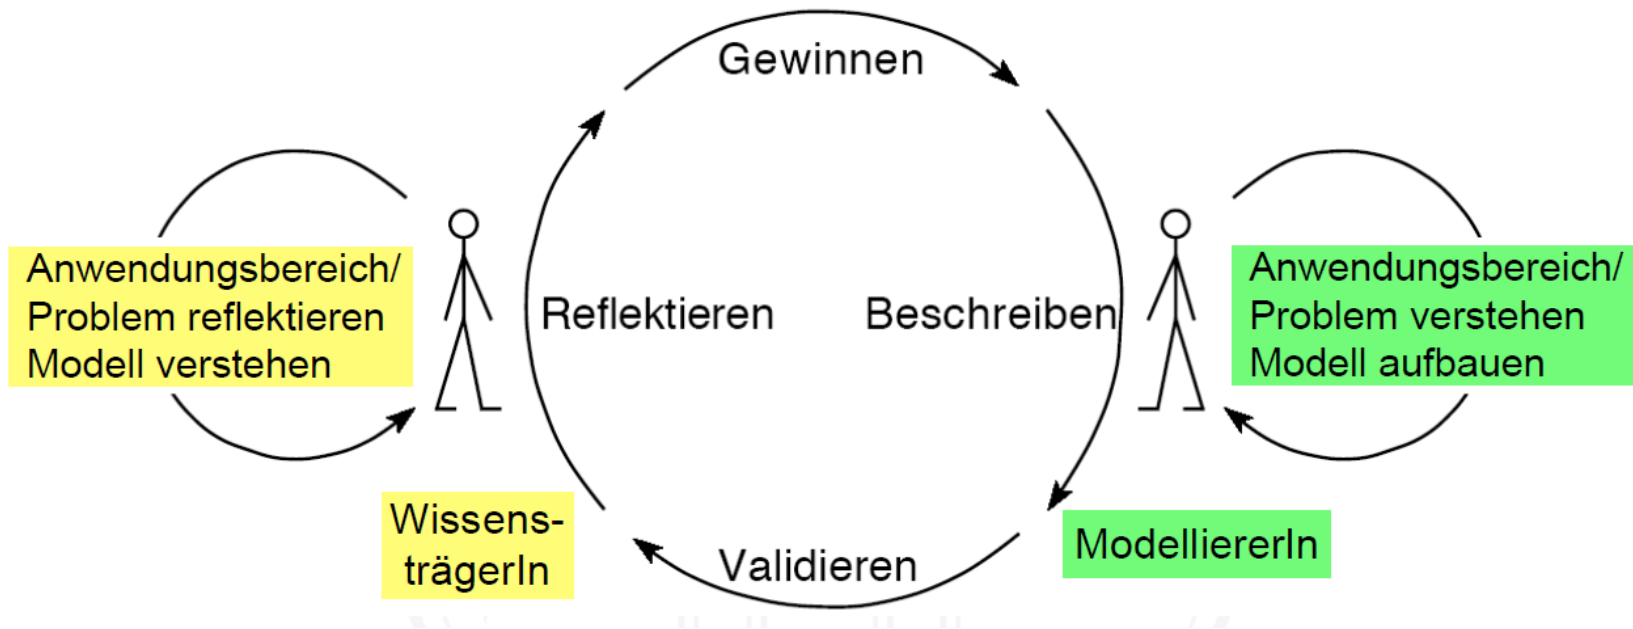 Gewinnen
Anwendungsbereich/
Problem reflektieren
Modell verstehen
Reflektieren
Beschreiben
Anwendungsbereich/
Problem verstehen
Modell aufbauen
Wissens-
trägerIn
Validieren
ModelliererIn